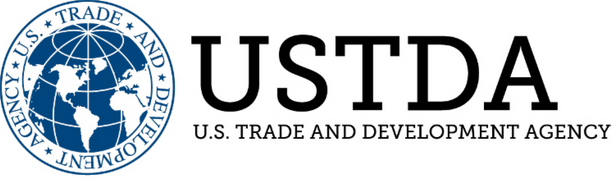 ★ U.S. ★ TRADE ★ AND ★ DEVELOPMENT AGENCY
USTDA
U.S. TRADE AND DEVELOPMENT AGENCY